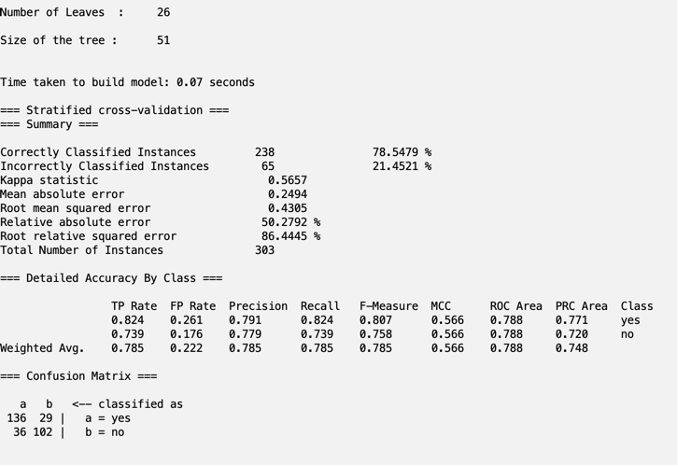 Number of Leaves  :     26
Size of the tree :      51
Time taken to build model: 0.07 seconds
=== Stratified cross-validation ===
=== Summary ===
Correctly Classified Instances         238               78.5479 %
Incorrectly Classified Instances        65               21.4521 %
Kappa statistic                          0.5657
Mean absolute error                      0.2494
Root mean squared error                  0.4305
Relative absolute error                 50.2792 %
Root relative squared error             86.4445 %
Total Number of Instances              303
=== Detailed Accuracy By Class ===
TP Rate  FP Rate  Precision  Recall   F-Measure  MCC      ROC Area  PRC Area  Class
0.824    0.261    0.791      0.824    0.807      0.566    0.788     0.771     yes
0.739    0.176    0.779      0.739    0.758      0.566    0.788     0.720     no
Weighted Avg.    0.785    0.222    0.785      0.785    0.785      0.566    0.788     0.748
=== Confusion Matrix ===
a   b   <-- classified as
136  29 |   a = yes
36 102 |   b = no